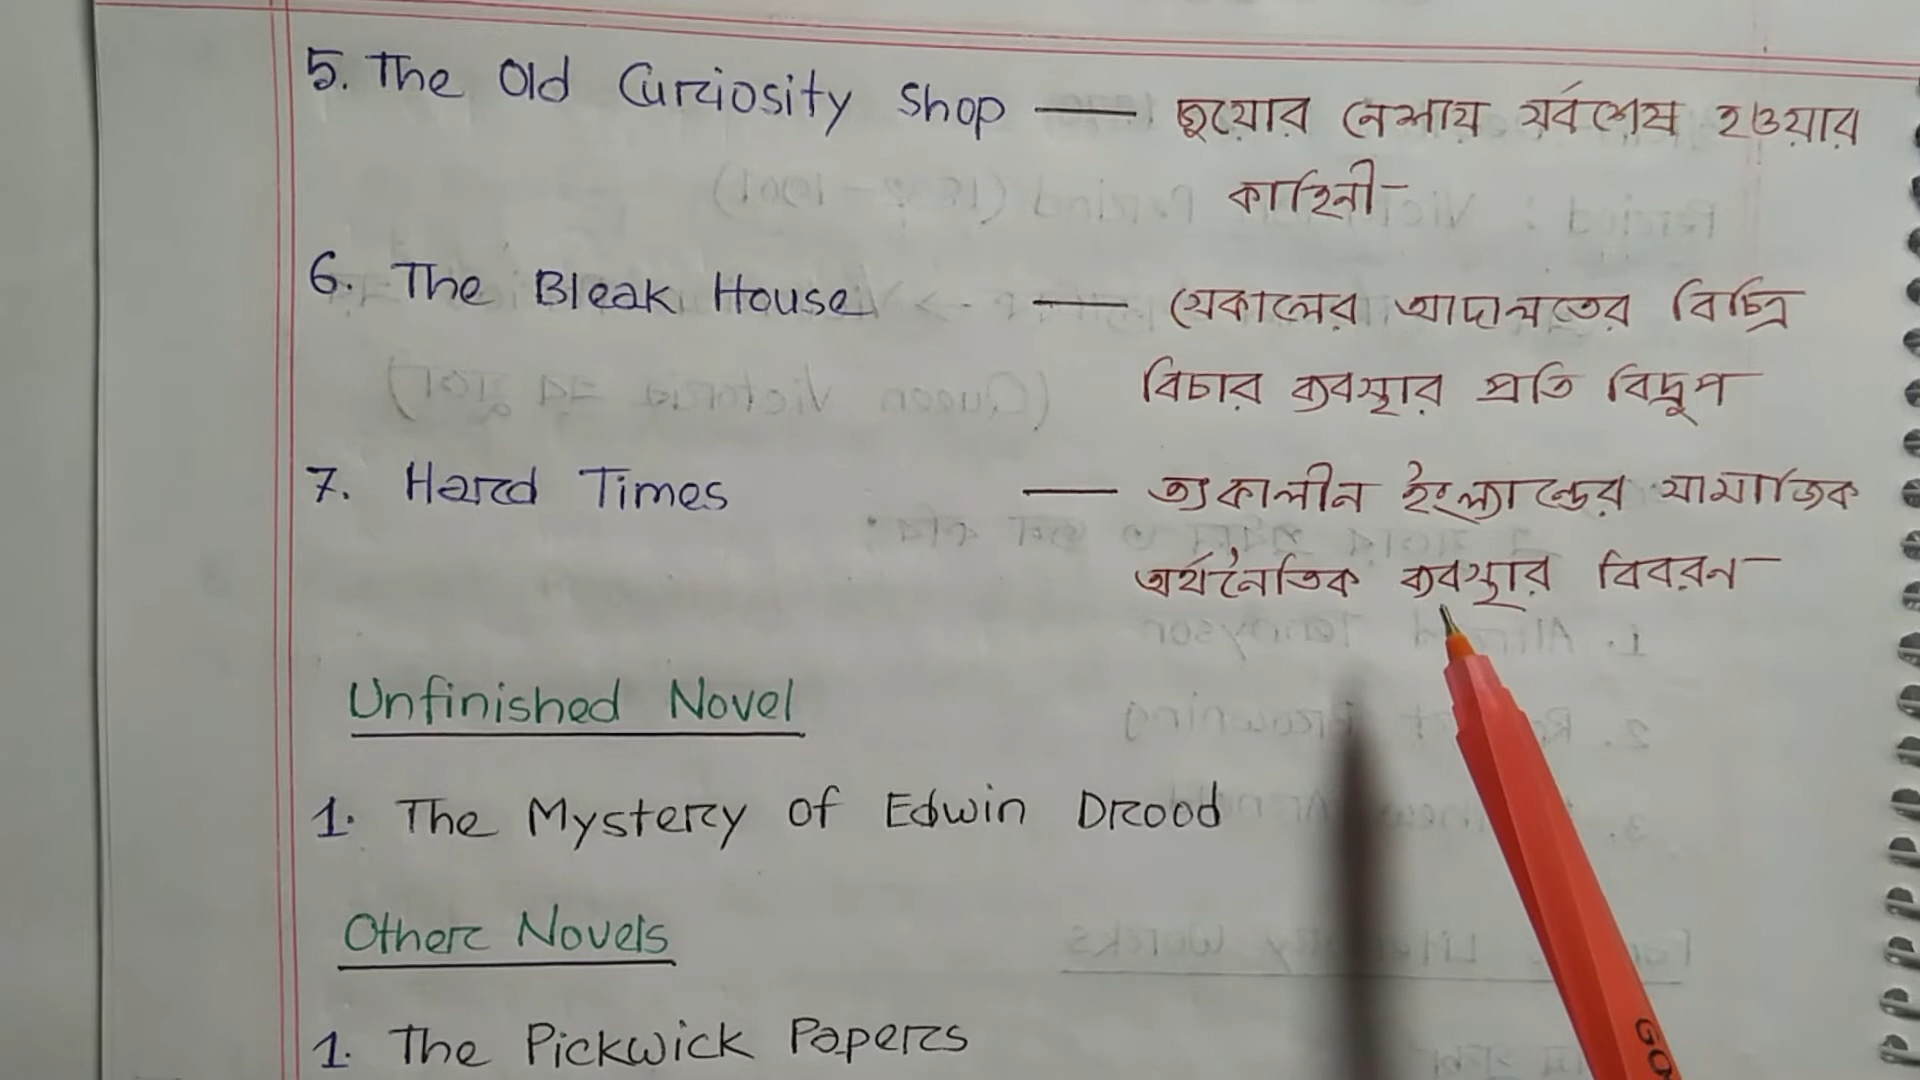 5. The Old Curiosity Shop — জুয়োর নেশায় সর্বশেষ হওয়ার
কাহিনী
6. The Bleak House — সেকালের আদালতের বিচিত্র
বিচার ব্যবস্থার প্রতি বিদ্রুপ
7. Hard Times — তৎকালীন ইংল্যান্ডের সামাজিক
অর্থনৈতিক ব্যবস্থার বিবরন
Unfinished Novel
1. The Mystery of Edwin Drood
Other Novels
1. The Pickwick Papers